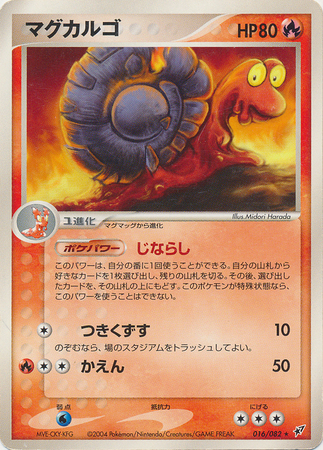 マグカルゴ HP80
Illus.Midori Harada
1進化 マグマッグから進化
ポケパワー じならし
このパワーは、自分の番に1回使うことができる。自分の山札から
好きなカードを1枚選び出し、残りの山札を切る。その後、選び出し
たカードを、その山札の上にもどす。このポケモンが特殊状態なら、
このパワーを使うことはできない。
つきくずす 10
のぞむなら、場のスタジアムをトラッシュしてよい。
かえん 50
弱点 抵抗力 にげる
MVE-CKY-KFG ©2004 Pokémon/Nintendo/Creatures/GAME FREAK. 016/082 ★